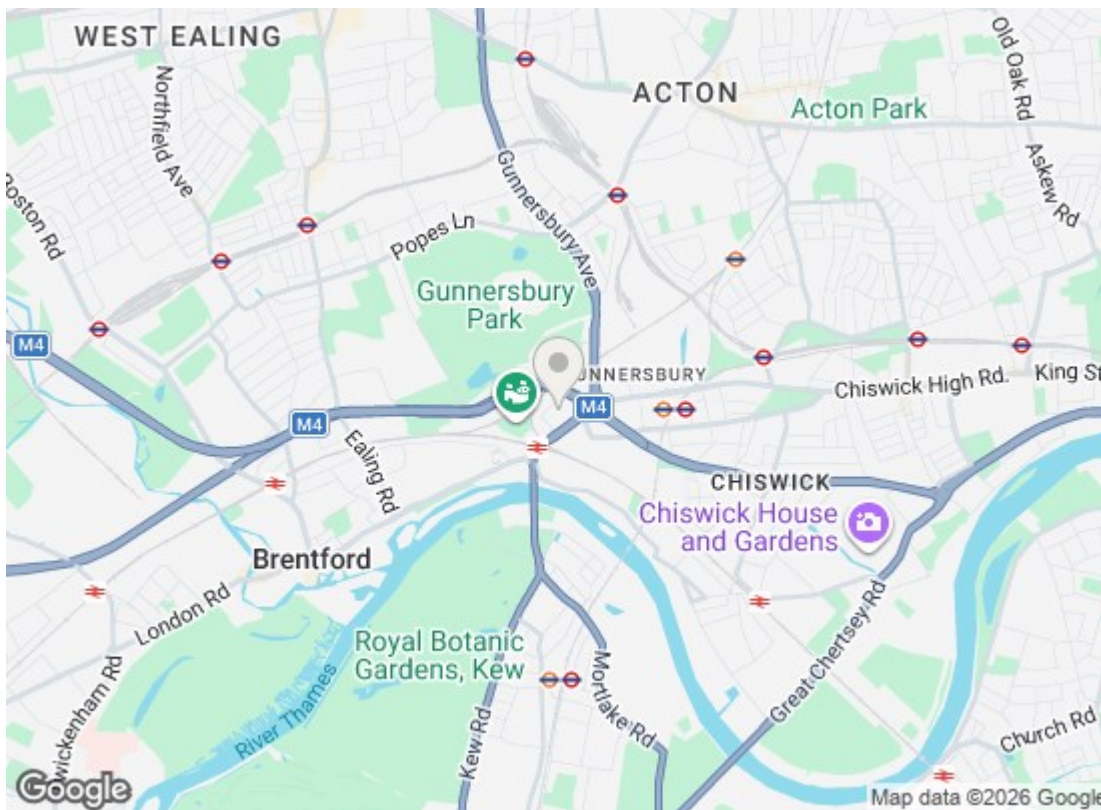 WEST EALING
ACTON
Acton Park
Old Oak Rd
Askew Rd
Northfield Ave
Boston Rd
Popes Ln
Gunnersbury Ave
Gunnersbury
Park
M4
UNNERSBURY
Chiswick High Rd.
King St
M4
M4
Ealing Rd
CHISWICK
Chiswick House
and Gardens
Brentford
London Rd
Royal Botanic
Gardens, Kew
River Thames
wickenham Rd
Kew Rd
Mortlake Rd
Great Chertsey Rd
Church Rd
Google
Map data ©2026 Google